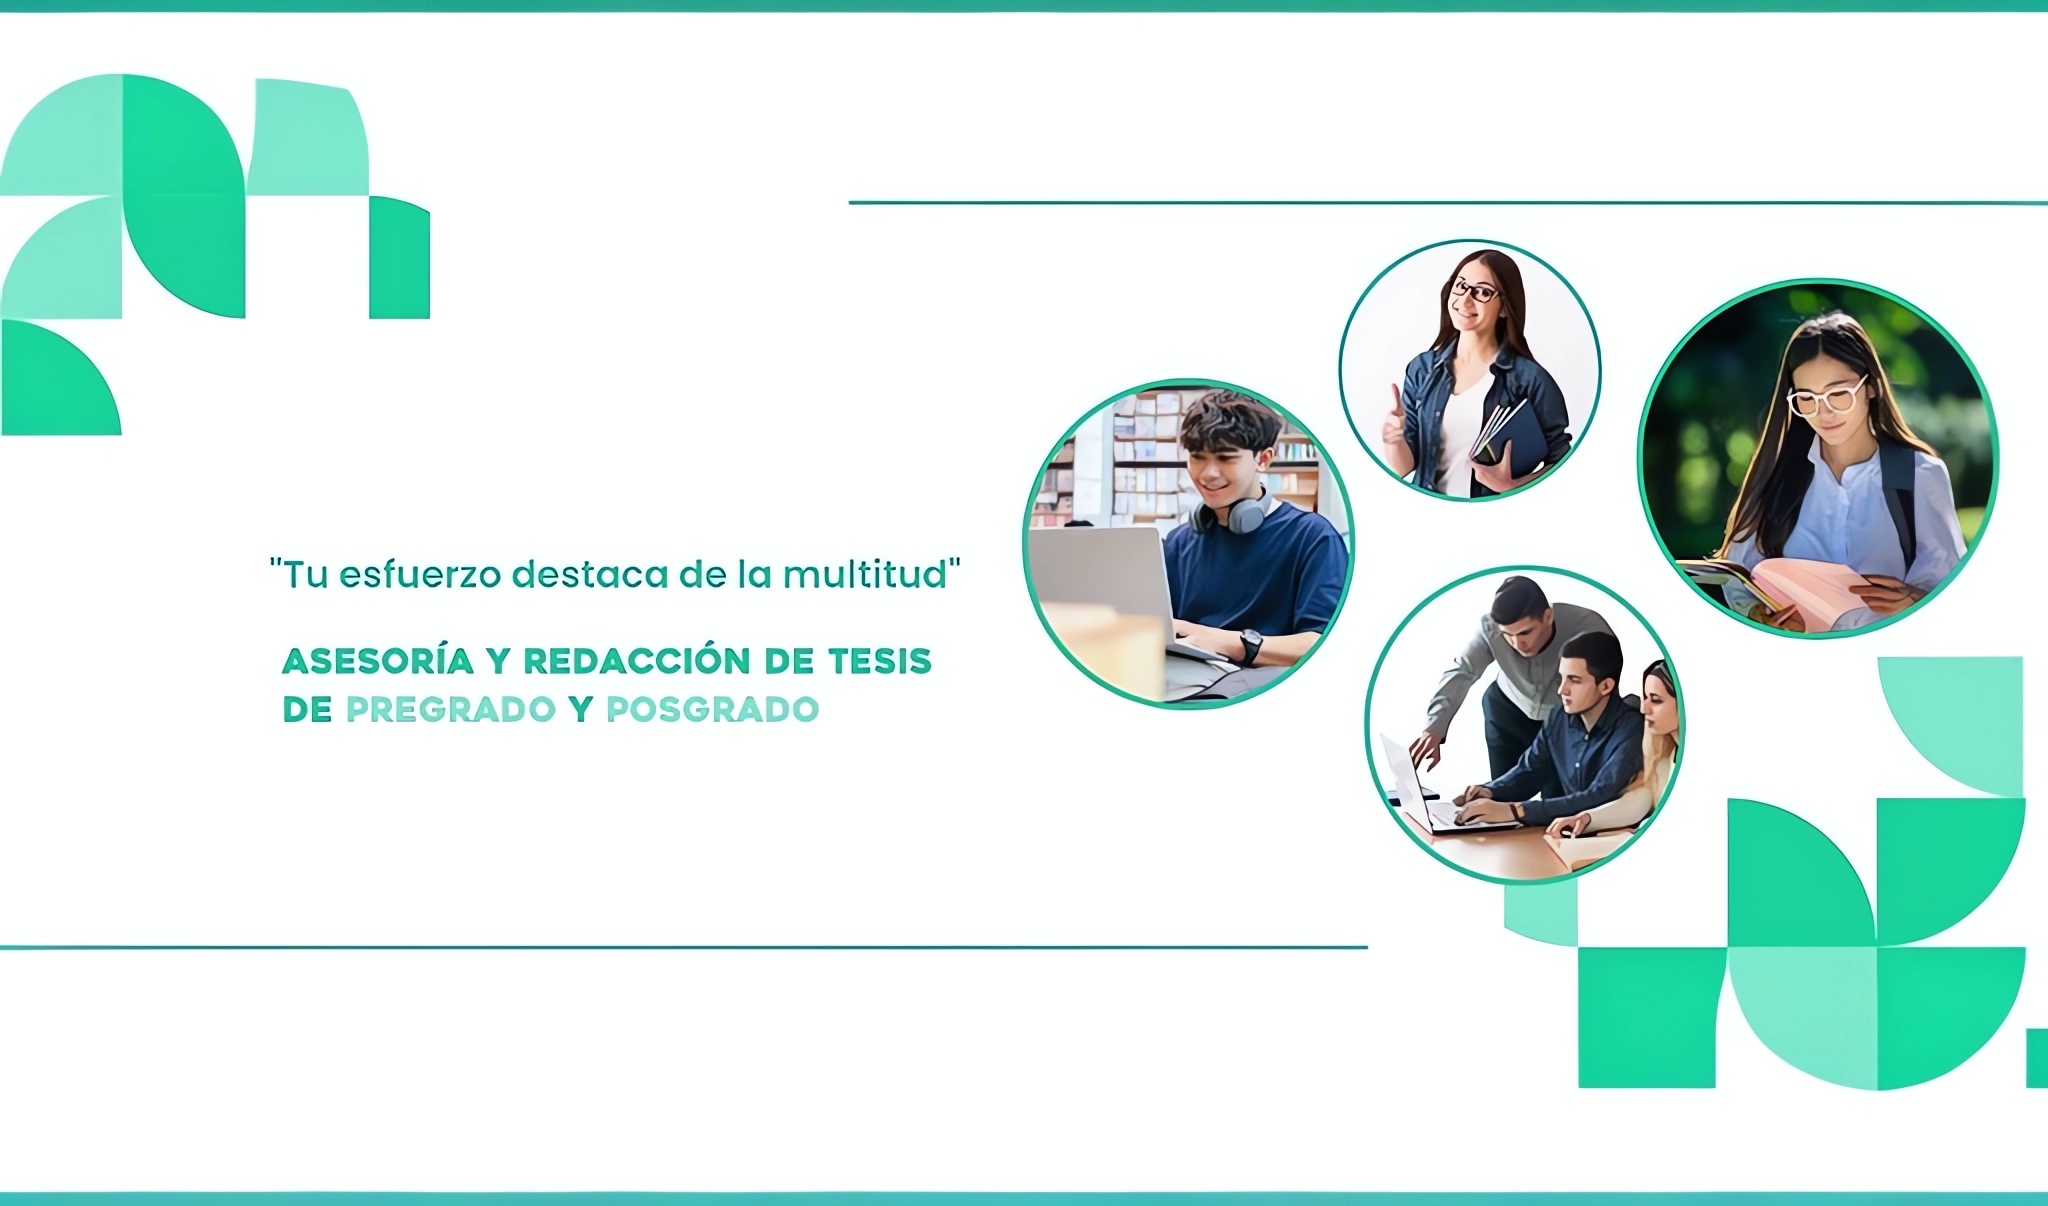 "Tu esfuerzo destaca de la multitud"
ASESORÍA Y REDACCIÓN DE TESIS
DE PREGRADO Y POSGRADO